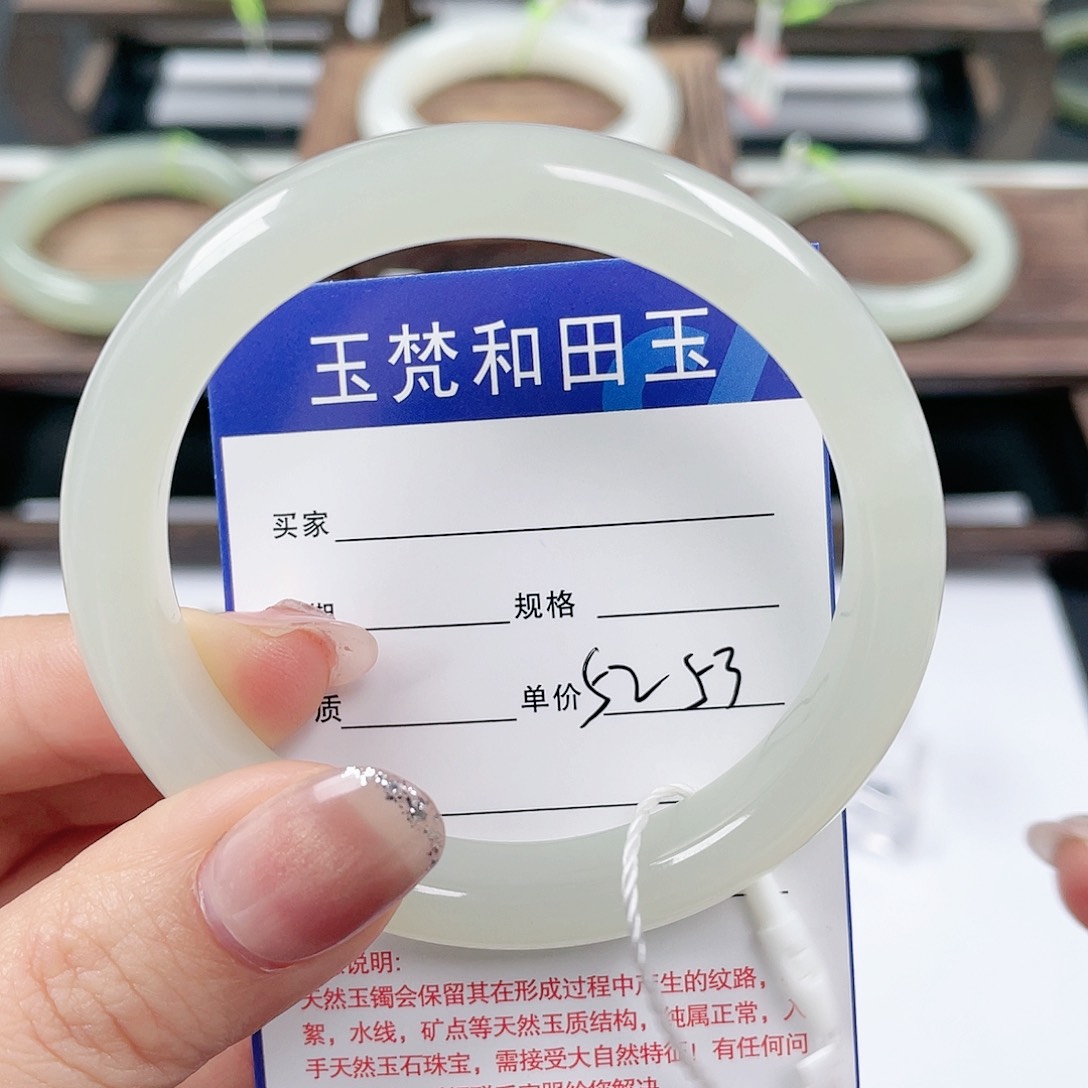 玉梵和田玉
买家
期 规格
质 单价 52 53
说明:
天然玉镯会保留其在形成过程中产生的纹路,
絮,水线,矿点等天然玉质结构,纯属正常,入
手天然玉石珠宝,需接受大自然特征!有任何问